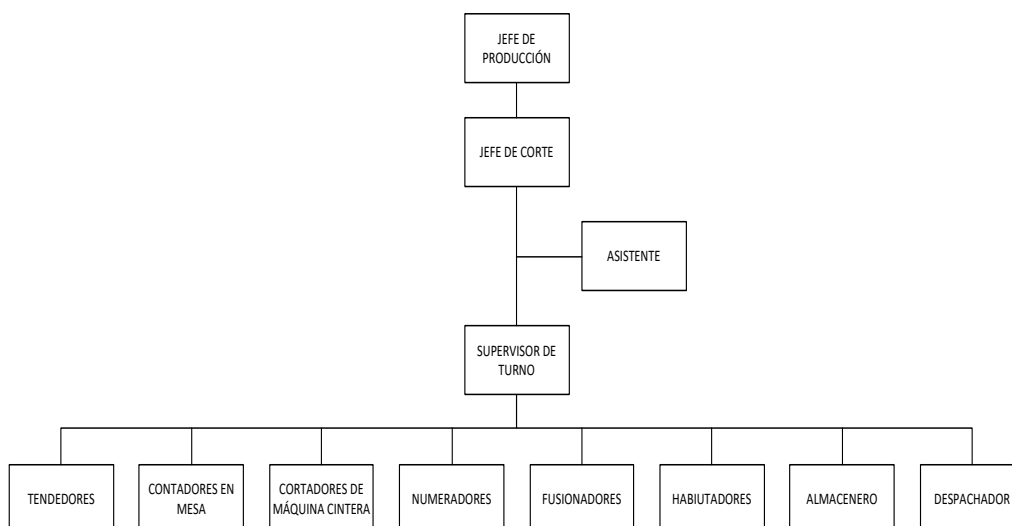 JEFE DE
PRODUCCIÓN
JEFE DE CORTE
ASISTENTE
SUPERVISOR DE
TURNO
TENDEDORES
CONTADORES EN
MESA
CORTADORES DE
MÁQUINA CINTERA
NUMERADORES
FUSIONADORES
HABIUTADORES
ALMACENERO
DESPACHADOR